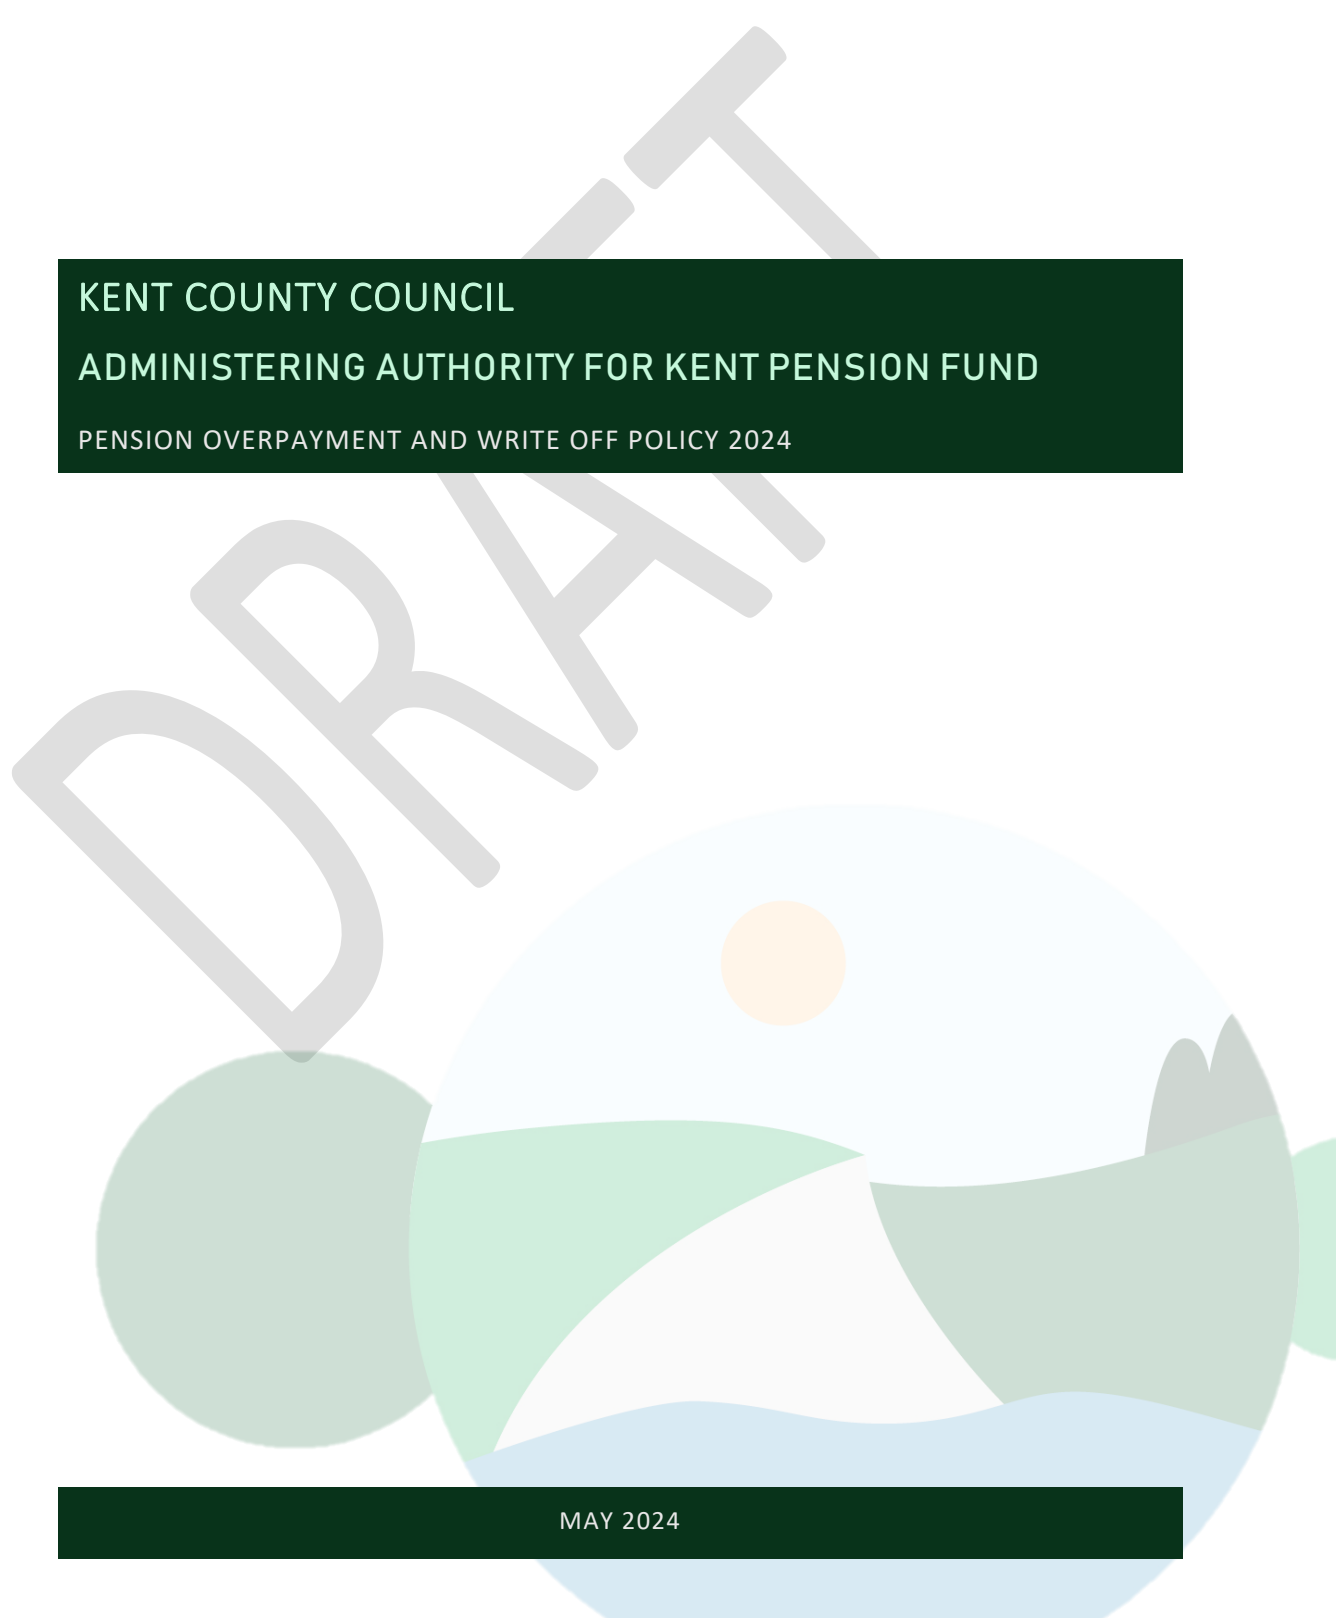 KENT COUNTY COUNCIL
ADMINISTERING AUTHORITY FOR KENT PENSION FUND
PENSION OVERPAYMENT AND WRITE OFF POLICY 2024
DRAFT
MAY 2024